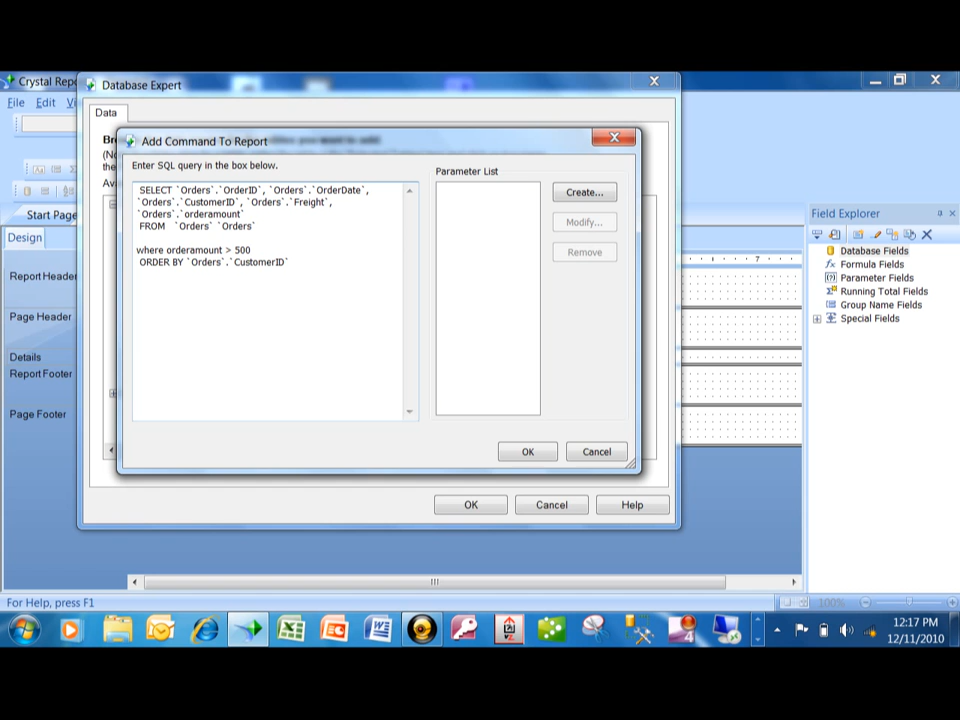 Crystal Repo
Database Expert
File Edit Vi
Data
Add Command To Report
Enter SQL query in the box below.
Parameter List
SELECT `Orders`.`OrderID`, `Orders`.`OrderDate`,
`Orders`.`CustomerID`, `Orders`.`Freight`,
`Orders`.`orderamount`
FROM `Orders` `Orders`
where orderamount > 500
ORDER BY `Orders`.`CustomerID`
Create...
Modify...
Remove
OK Cancel
OK Cancel Help
Start Page
Design
Report Header
Page Header
Details
Report Footer
Page Footer
7
Field Explorer
Database Fields
Formula Fields
Parameter Fields
Running Total Fields
Group Name Fields
Special Fields
For Help, press F1
100%
12:17 PM
12/11/2010